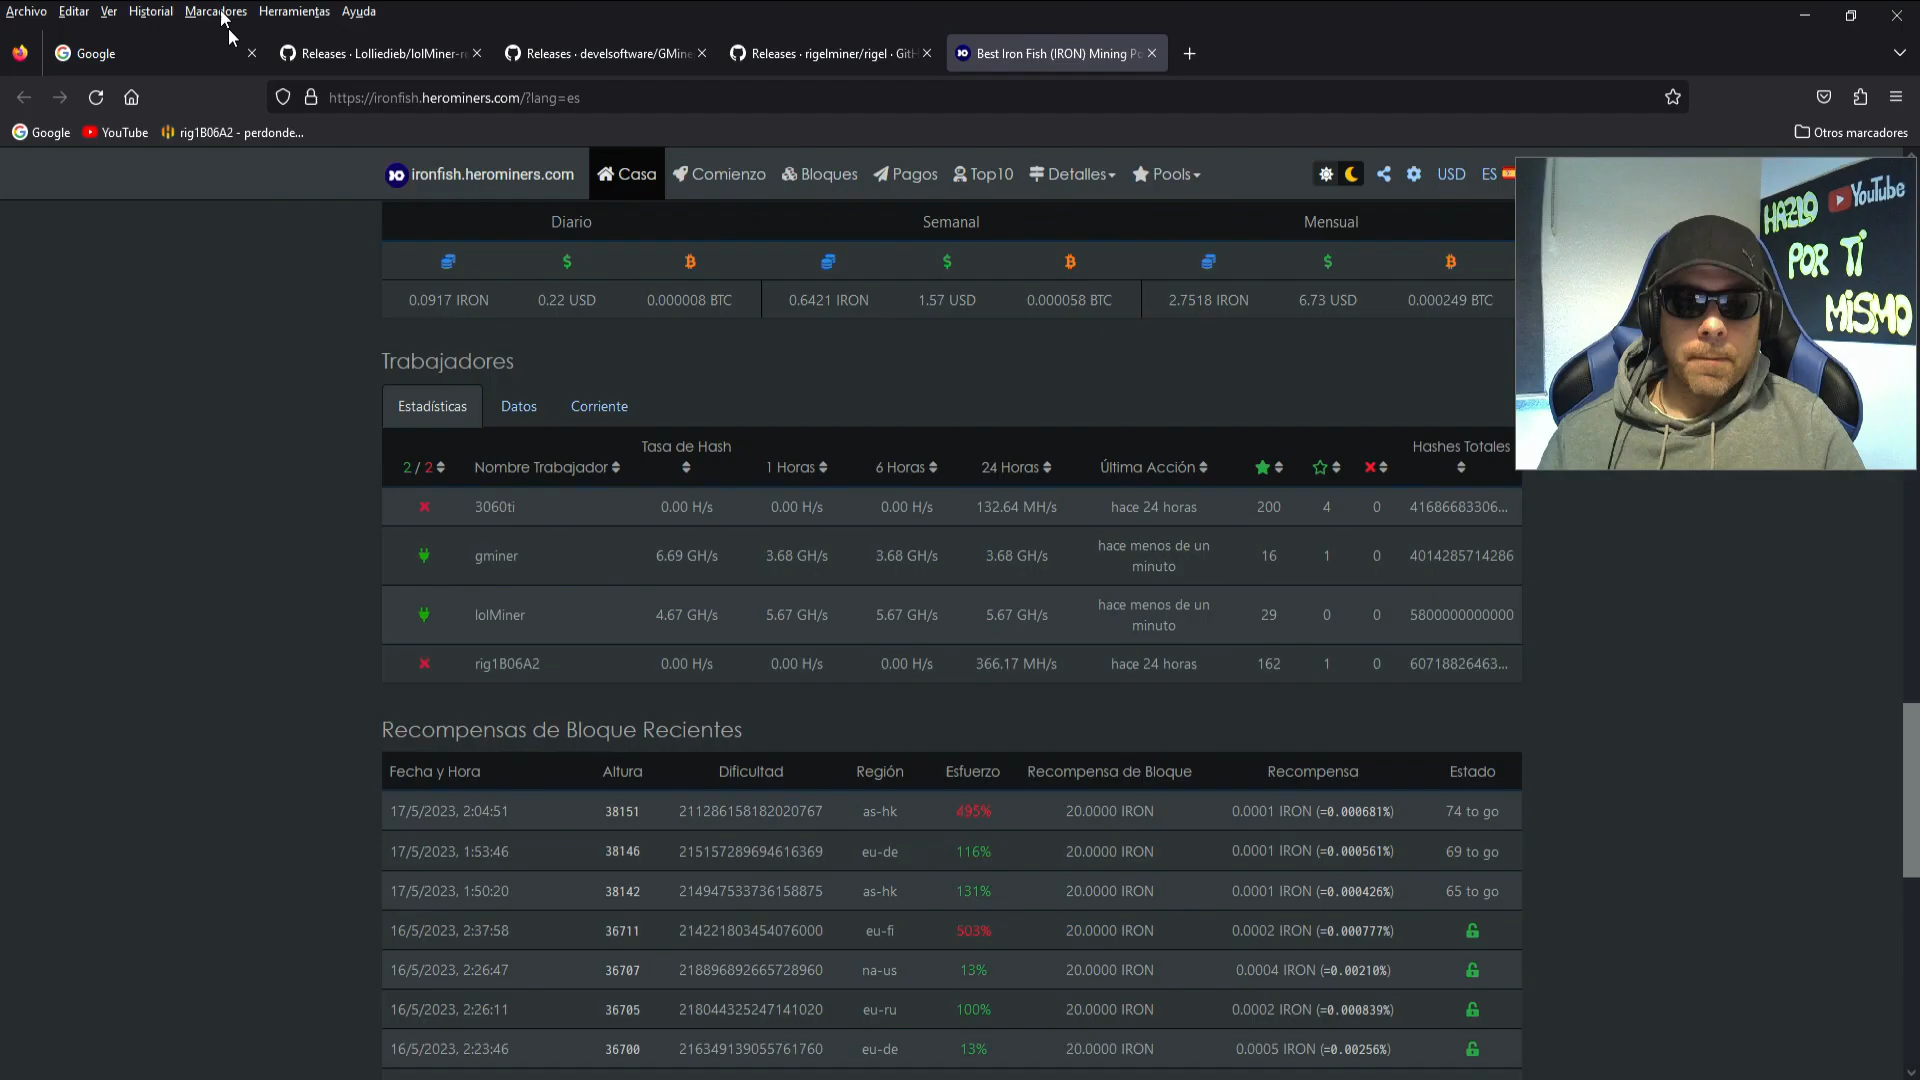 Archivo Editar Ver Historial Marcadores Herramientas Ayuda
Google
Releases · Lolliedieb/lolMiner-re
Releases · develsoftware/GMine
Releases · rigelminer/rigel · GitH
Best Iron Fish (IRON) Mining Po
https://ironfish.herominers.com/?lang=es
Google YouTube rig1B06A2 - perdonde... Otros marcadores
ironfish.herominers.com Casa Comienzo Bloques Pagos Top10 Detalles Pools USD ES
Diario Semanal Mensual
0.0917 IRON 0.22 USD 0.000008 BTC 0.6421 IRON 1.57 USD 0.000058 BTC 2.7518 IRON 6.73 USD 0.000249 BTC
YouTube
HAZLO
POR TÍ
MISMO
Trabajadores
Estadísticas Datos Corriente
2 / 2 Nombre Trabajador Tasa de Hash 1 Horas 6 Horas 24 Horas Última Acción Hashes Totales
3060ti 0.00 H/s 0.00 H/s 0.00 H/s 132.64 MH/s hace 24 horas 200 4 0 41686683306...
gminer 6.69 GH/s 3.68 GH/s 3.68 GH/s 3.68 GH/s hace menos de un minuto 16 1 0 4014285714286
lolMiner 4.67 GH/s 5.67 GH/s 5.67 GH/s 5.67 GH/s hace menos de un minuto 29 0 0 5800000000000
rig1B06A2 0.00 H/s 0.00 H/s 0.00 H/s 366.17 MH/s hace 24 horas 162 1 0 60718826463...
Recompensas de Bloque Recientes
Fecha y Hora Altura Dificultad Región Esfuerzo Recompensa de Bloque Recompensa Estado
17/5/2023, 2:04:51 38151 211286158182020767 as-hk 495% 20.0000 IRON 0.0001 IRON (=0.000681%) 74 to go
17/5/2023, 1:53:46 38146 215157289694616369 eu-de 116% 20.0000 IRON 0.0001 IRON (=0.000561%) 69 to go
17/5/2023, 1:50:20 38142 214947533736158875 as-hk 131% 20.0000 IRON 0.0001 IRON (=0.000426%) 65 to go
16/5/2023, 2:37:58 36711 214221803454076000 eu-fi 503% 20.0000 IRON 0.0002 IRON (=0.000777%)
16/5/2023, 2:26:47 36707 218896892665728960 na-us 13% 20.0000 IRON 0.0004 IRON (=0.00210%)
16/5/2023, 2:26:11 36705 218044325247141020 eu-ru 100% 20.0000 IRON 0.0002 IRON (=0.000839%)
16/5/2023, 2:23:46 36700 216349139055761760 eu-de 13% 20.0000 IRON 0.0005 IRON (=0.00256%)